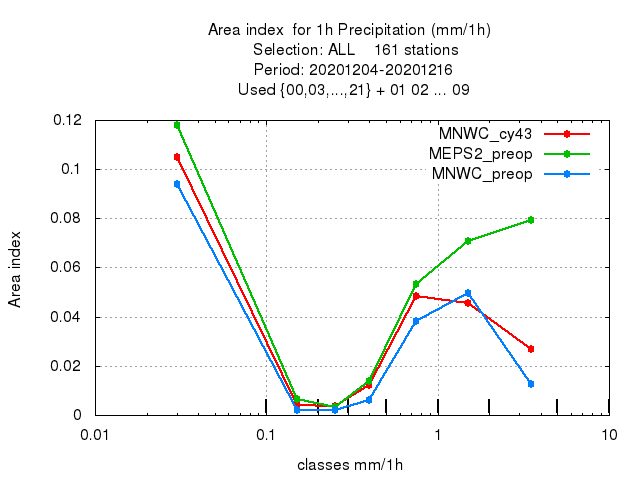 Area index  for 1h Precipitation (mm/1h)
Selection: ALL    161 stations
Period: 20201204-20201216
Used {00,03,...,21} + 01 02 ... 09
MNWC_cy43
MEPS2_preop
MNWC_preop
0.12
0.1
0.08
0.06
0.04
0.02
0
Area index
0.01
0.1
1
10
classes mm/1h